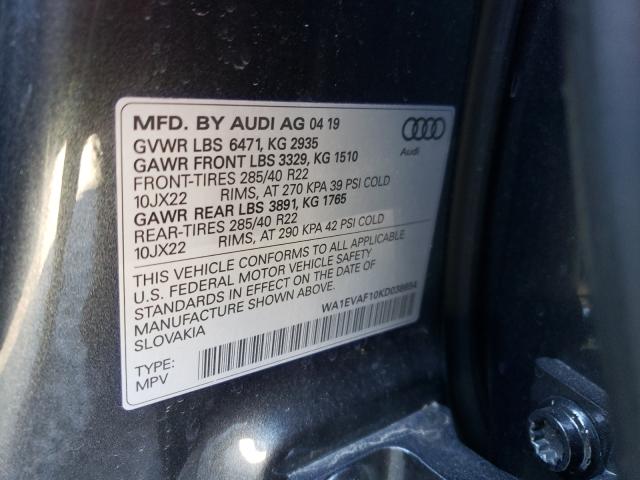 MFD. BY AUDI AG 04 19
GVWR LBS 6471, KG 2935
GAWR FRONT LBS 3329, KG 1510
FRONT-TIRES 285/40 R22
10JX22 RIMS, AT 270 KPA 39 PSI COLD
GAWR REAR LBS 3891, KG 1765
REAR-TIRES 285/40 R22
10JX22 RIMS, AT 290 KPA 42 PSI COLD
THIS VEHICLE CONFORMS TO ALL APPLICABLE
U.S. FEDERAL MOTOR VEHICLE SAFETY
STANDARDS IN EFFECT ON THE DATE OF
MANUFACTURE SHOWN ABOVE.
SLOVAKIA
TYPE:
MPV
Audi